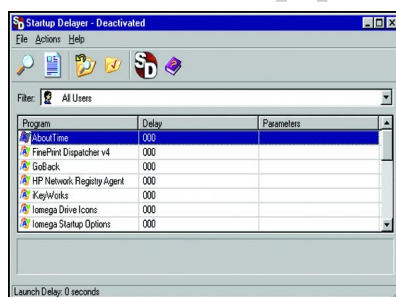 Startup Delayer - Deactivated
File Actions Help
Filter: All Users
Program Delay Parameters
AboutTime 000
FinePrint Dispatcher v4 000
GoBack 000
HP Network Registry Agent 000
KeyWorks 000
Iomega Drive Icons 000
Iomega Startup Options 000
Launch Delay: 0 seconds